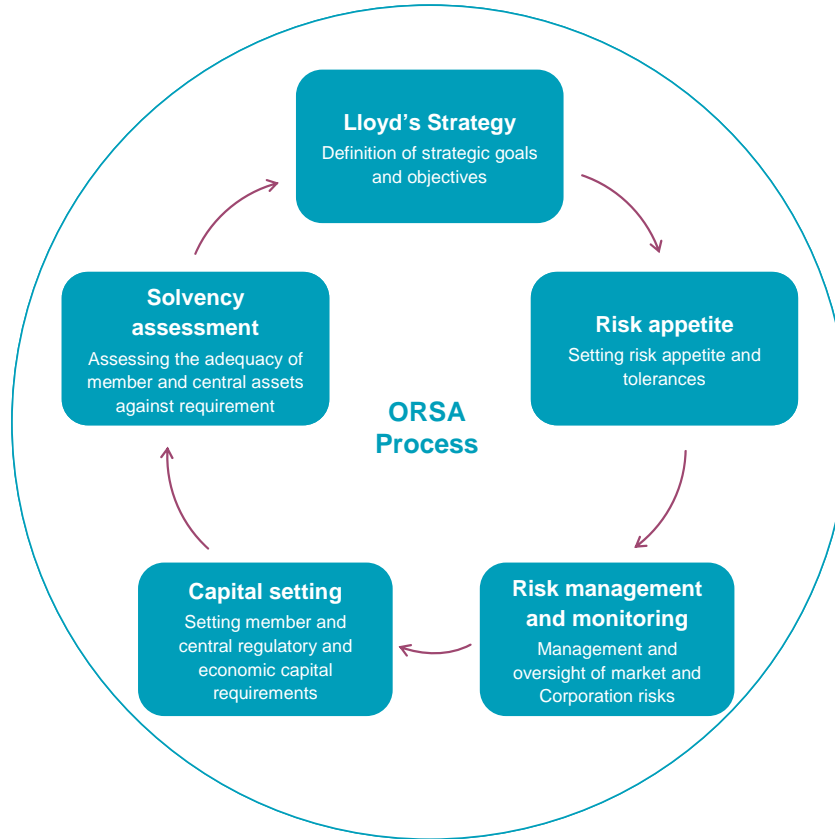 Lloyd's Strategy
Definition of strategic goals
and objectives
Solvency
assessment
Assessing the adequacy of
member and central assets
against requirement
Risk appetite
Setting risk appetite and
tolerances
ORSA
Process
Capital setting
Setting member and
central regulatory and
economic capital
requirements
Risk management
and monitoring
Management and
oversight of market and
Corporation risks